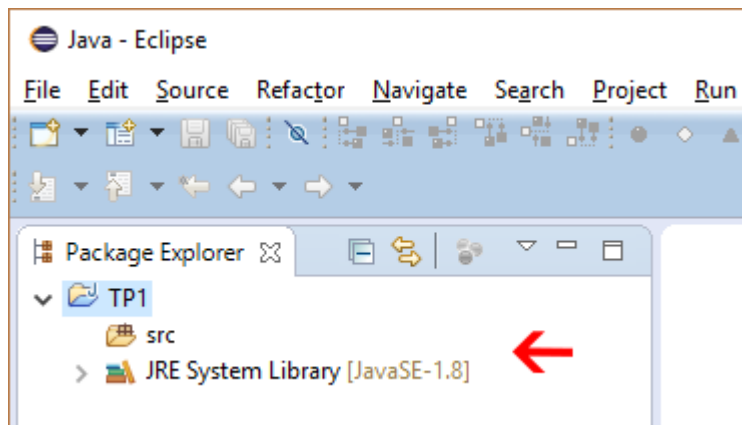 Java - Eclipse
File Edit Source Refactor Navigate Search Project Run
Package Explorer
TP1
src
JRE System Library [JavaSE-1.8]